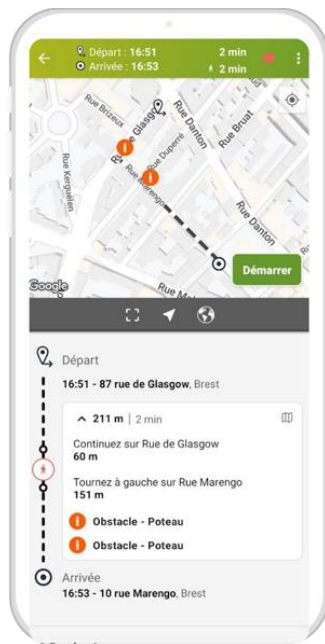 Départ : 16:51
2 min
Arrivée : 16:53
2 min
Rue Brizeux
Rue Danton
Rue Bruat
Rue Duperré
Rue Kerguélen
Rue Marengo
Rue Danton
Google
Démarrer
Départ
16:51 - 87 rue de Glasgow, Brest
211 m | 2 min
Continuez sur Rue de Glasgow
60 m
Tournez à gauche sur Rue Marengo
151 m
Obstacle - Poteau
Obstacle - Poteau
Arrivée
16:53 - 10 rue Marengo, Brest